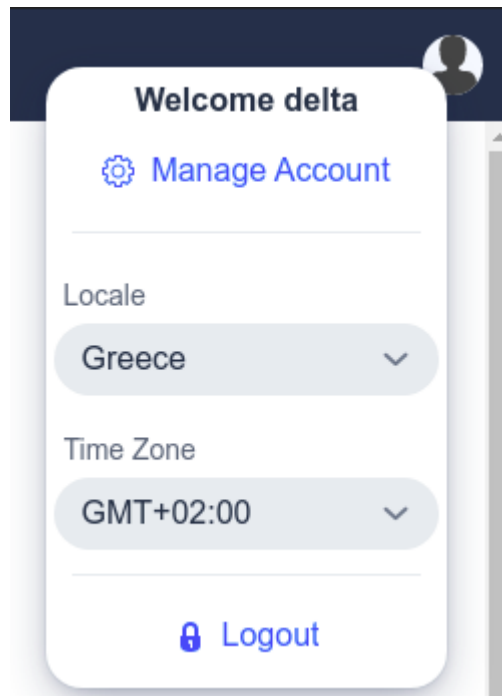 Welcome delta
Manage Account
Locale
Greece
Time Zone
GMT+02:00
Logout